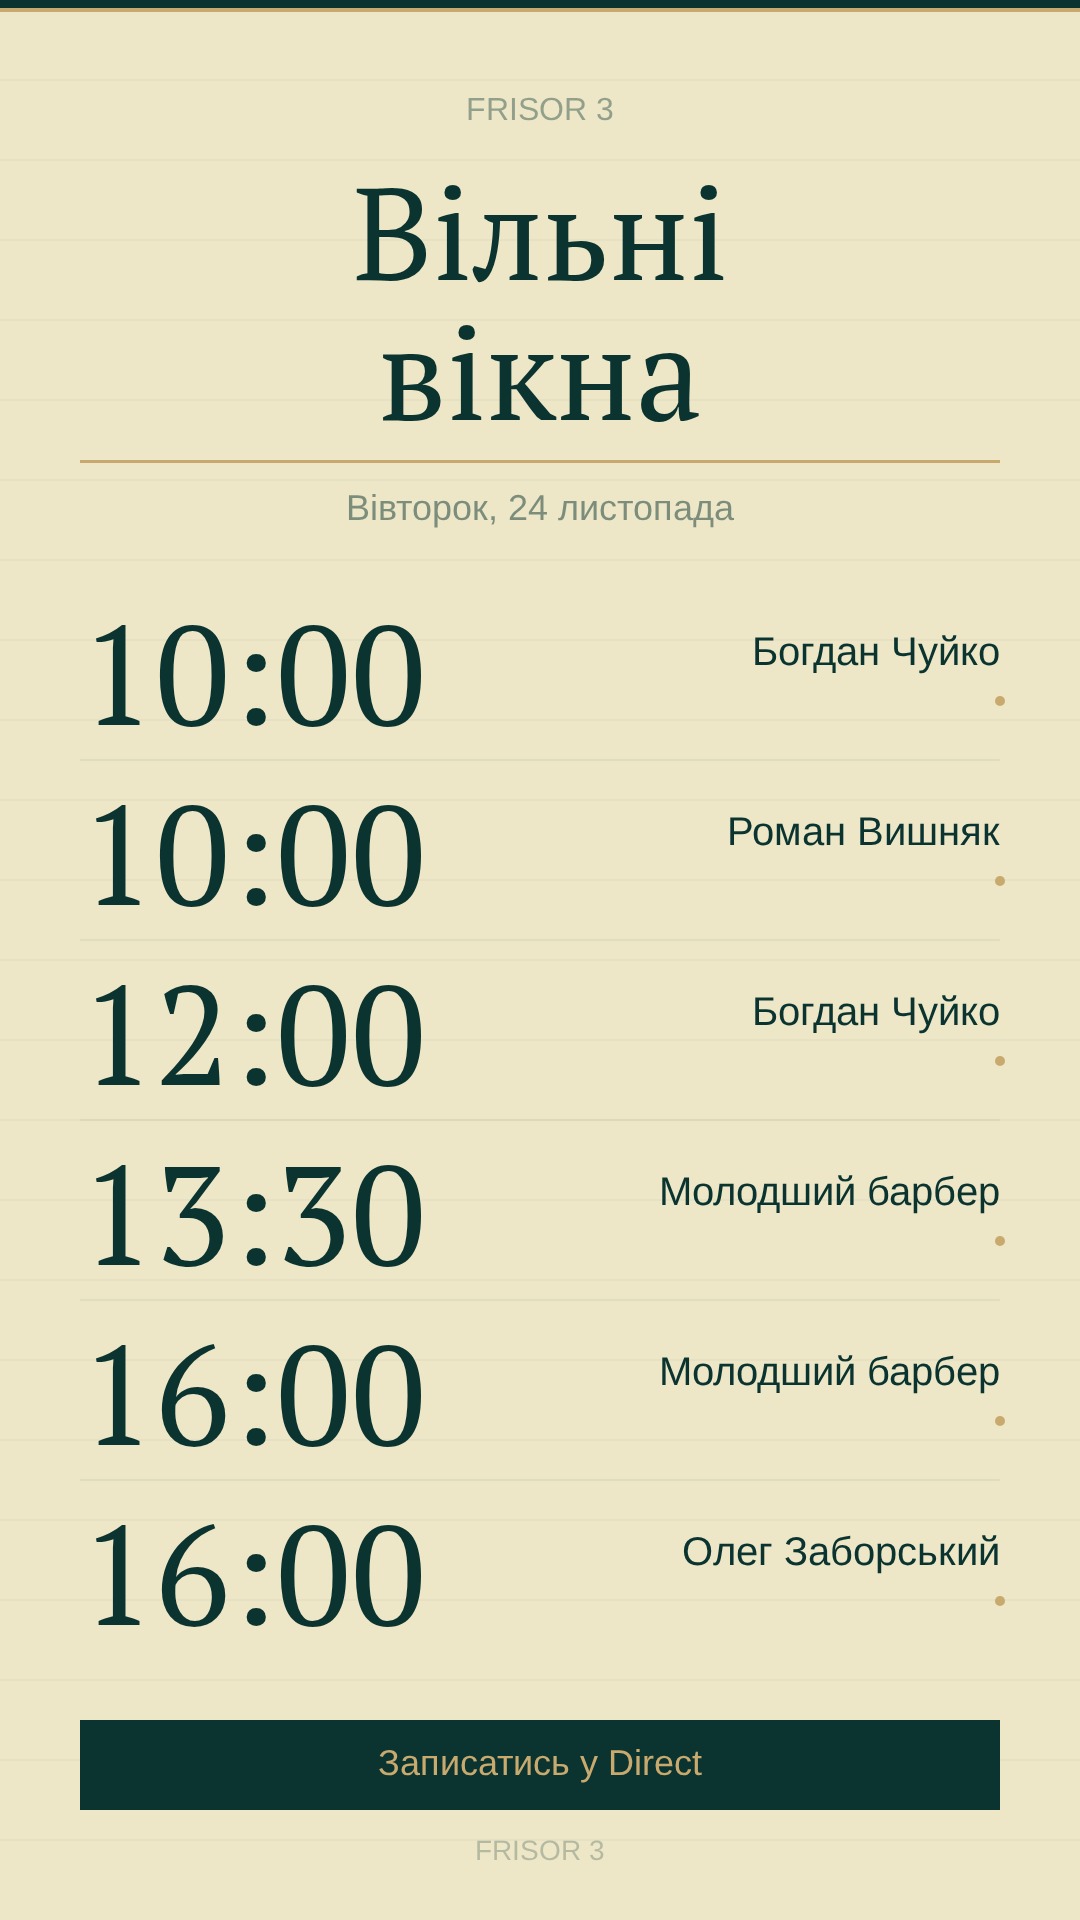 FRISOR 3
Вільні
вікна
Вівторок, 24 листопада
10:00 Богдан Чуйко
10:00 Роман Вишняк
12:00 Богдан Чуйко
13:30 Молодший барбер
16:00 Молодший барбер
16:00 Олег Заборський
Записатись у Direct
FRISOR 3